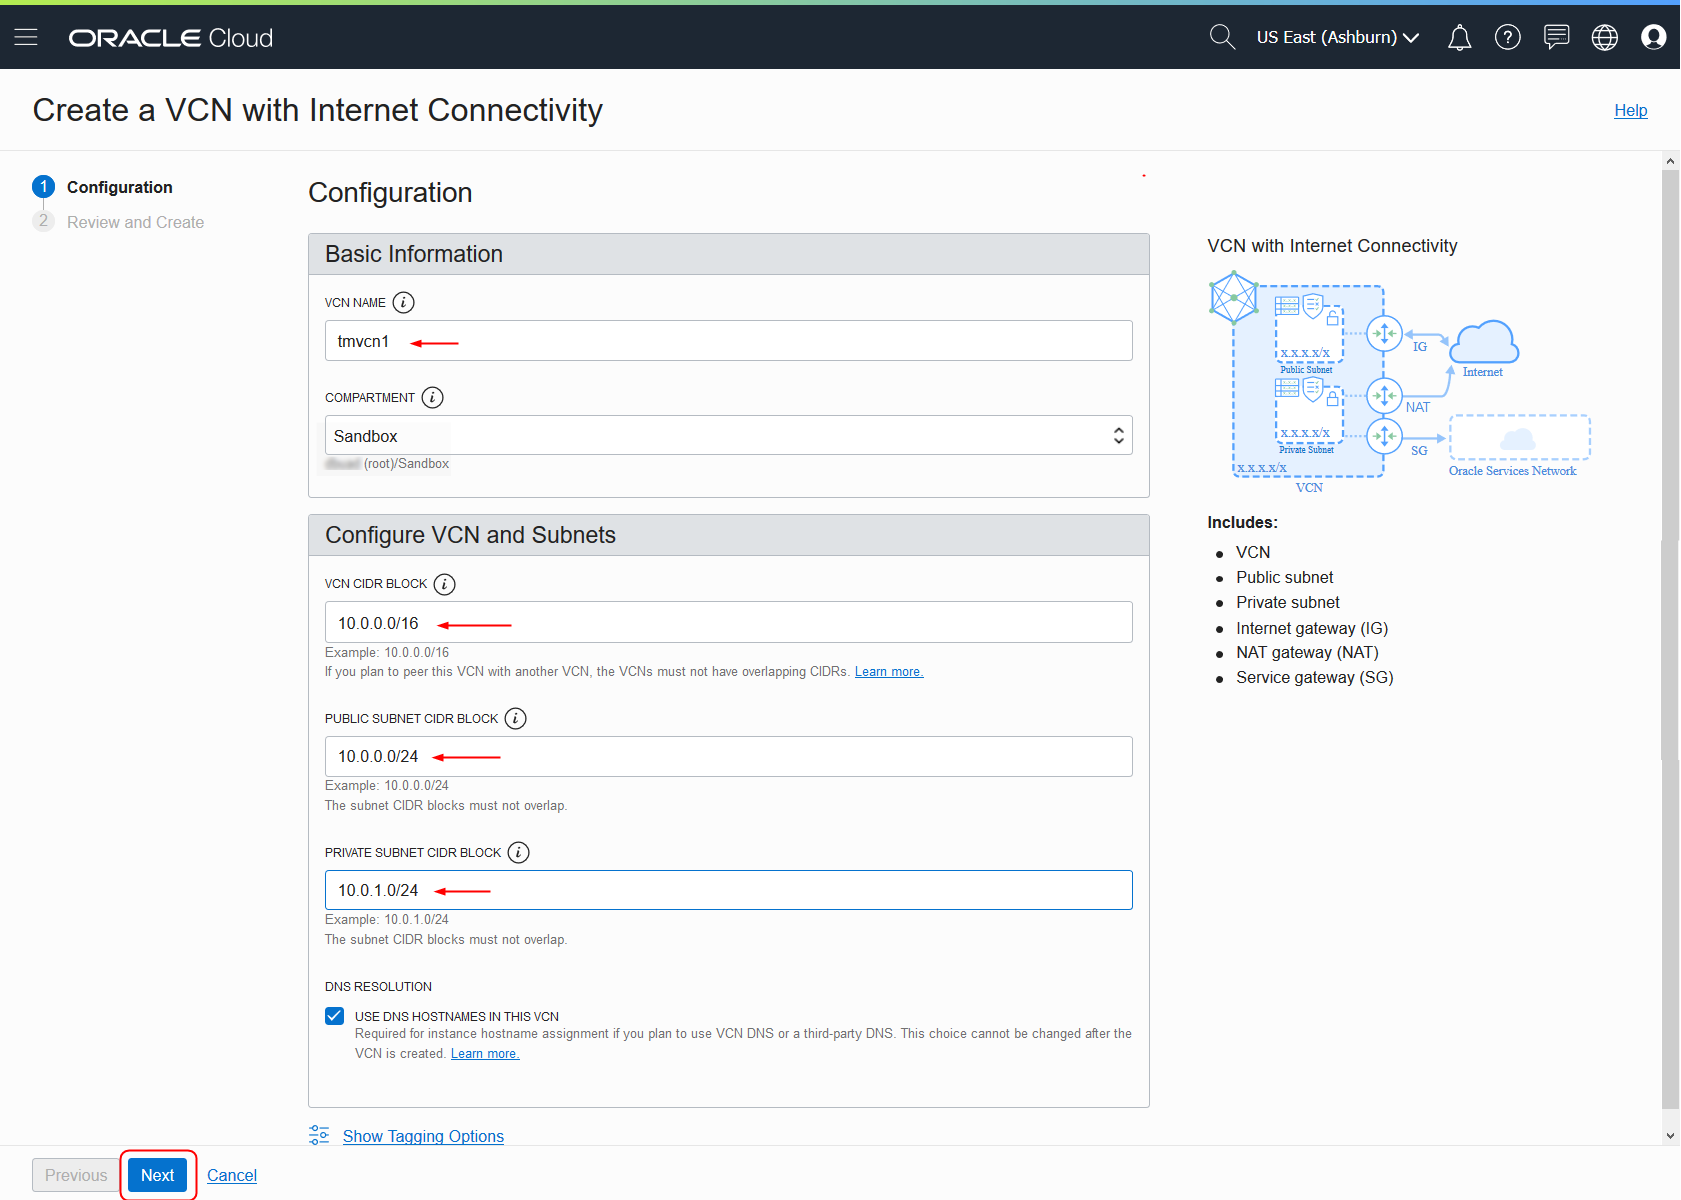 ORACLE Cloud
US East (Ashburn)
Create a VCN with Internet Connectivity
Help
1 Configuration
2 Review and Create
Configuration
Basic Information
VCN NAME i
tmvcn1
COMPARTMENT i
Sandbox
(root)/Sandbox
Configure VCN and Subnets
VCN CIDR BLOCK i
10.0.0.0/16
Example: 10.0.0.0/16
If you plan to peer this VCN with another VCN, the VCNs must not have overlapping CIDRs. Learn more.
PUBLIC SUBNET CIDR BLOCK i
10.0.0.0/24
Example: 10.0.0.0/24
The subnet CIDR blocks must not overlap.
PRIVATE SUBNET CIDR BLOCK i
10.0.1.0/24
Example: 10.0.1.0/24
The subnet CIDR blocks must not overlap.
DNS RESOLUTION
USE DNS HOSTNAMES IN THIS VCN
Required for instance hostname assignment if you plan to use VCN DNS or a third-party DNS. This choice cannot be changed after the
VCN is created. Learn more.
Show Tagging Options
VCN with Internet Connectivity
x.x.x.x/x
Public Subnet
IG
Internet
x.x.x.x/x
Private Subnet
NAT
SG
x.x.x.x/x
VCN
Oracle Services Network
Includes:
VCN
Public subnet
Private subnet
Internet gateway (IG)
NAT gateway (NAT)
Service gateway (SG)
Previous
Next
Cancel